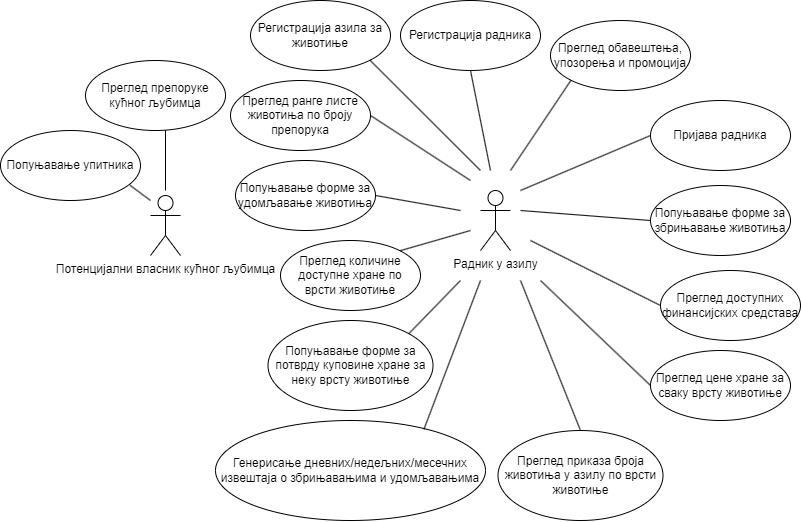 Регистрација азила за
животиње
Регистрација радника
Преглед обавештења,
упозорења и промоција
Преглед препоруке
кућног љубимца
Преглед ранге листе
животиња по броју
препорука
Пријава радника
Попуњавање упитника
Попуњавање форме за
удомљавање животиња
Попуњавање форме за
збрињавање животиња
Потенцијални власник кућног љубимца
Преглед количине
доступне хране по
врсти животиње
Радник у азилу
Преглед доступних
финансијских средстава
Попуњавање форме за
потврду куповине хране за
неку врсту животиње
Преглед цене хране за
сваку врсту животиње
Генерисање дневних/недељних/месечних
извештаја о збрињавањима и удомљавањима
Преглед приказа броја
животиња у азилу по врсти
животиње